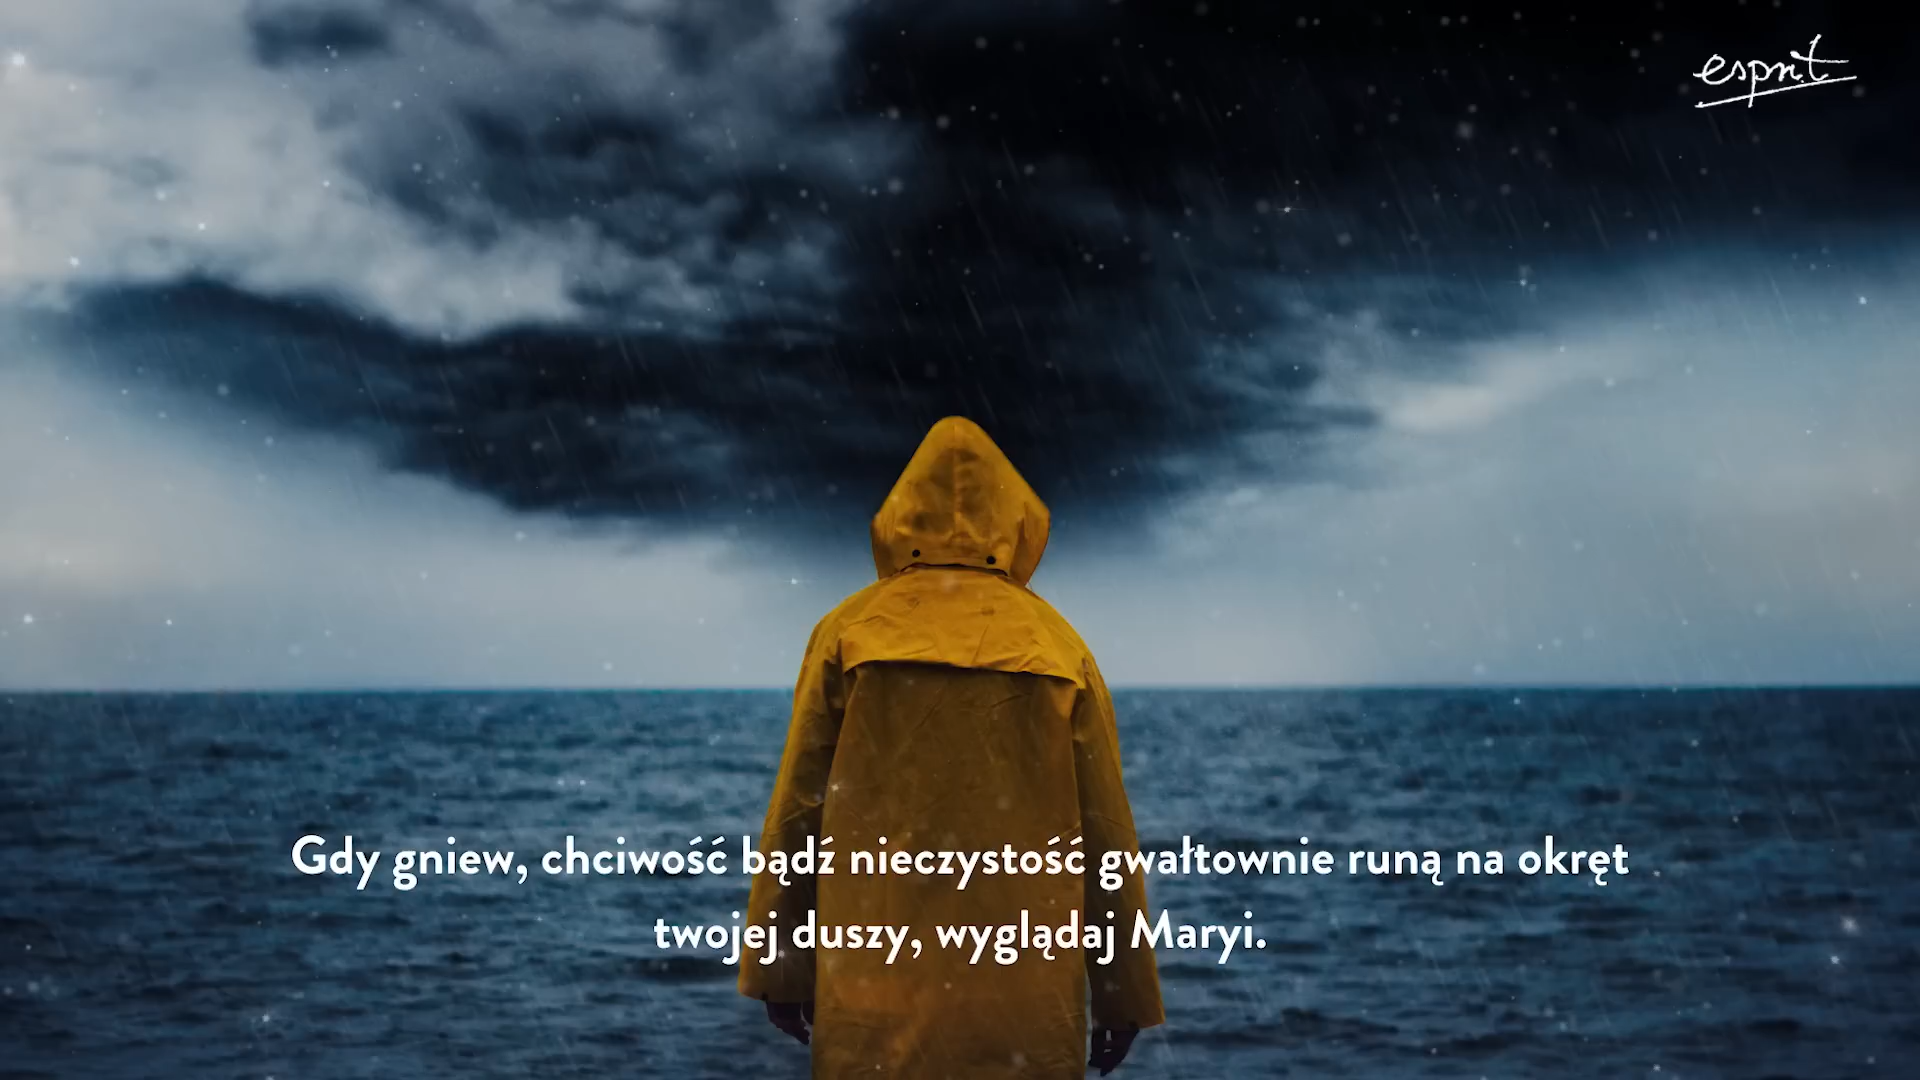 esprit
Gdy gniew, chciwość bądź nieczystość gwałtownie runą na okręt
twojej duszy, wyglądaj Maryi.